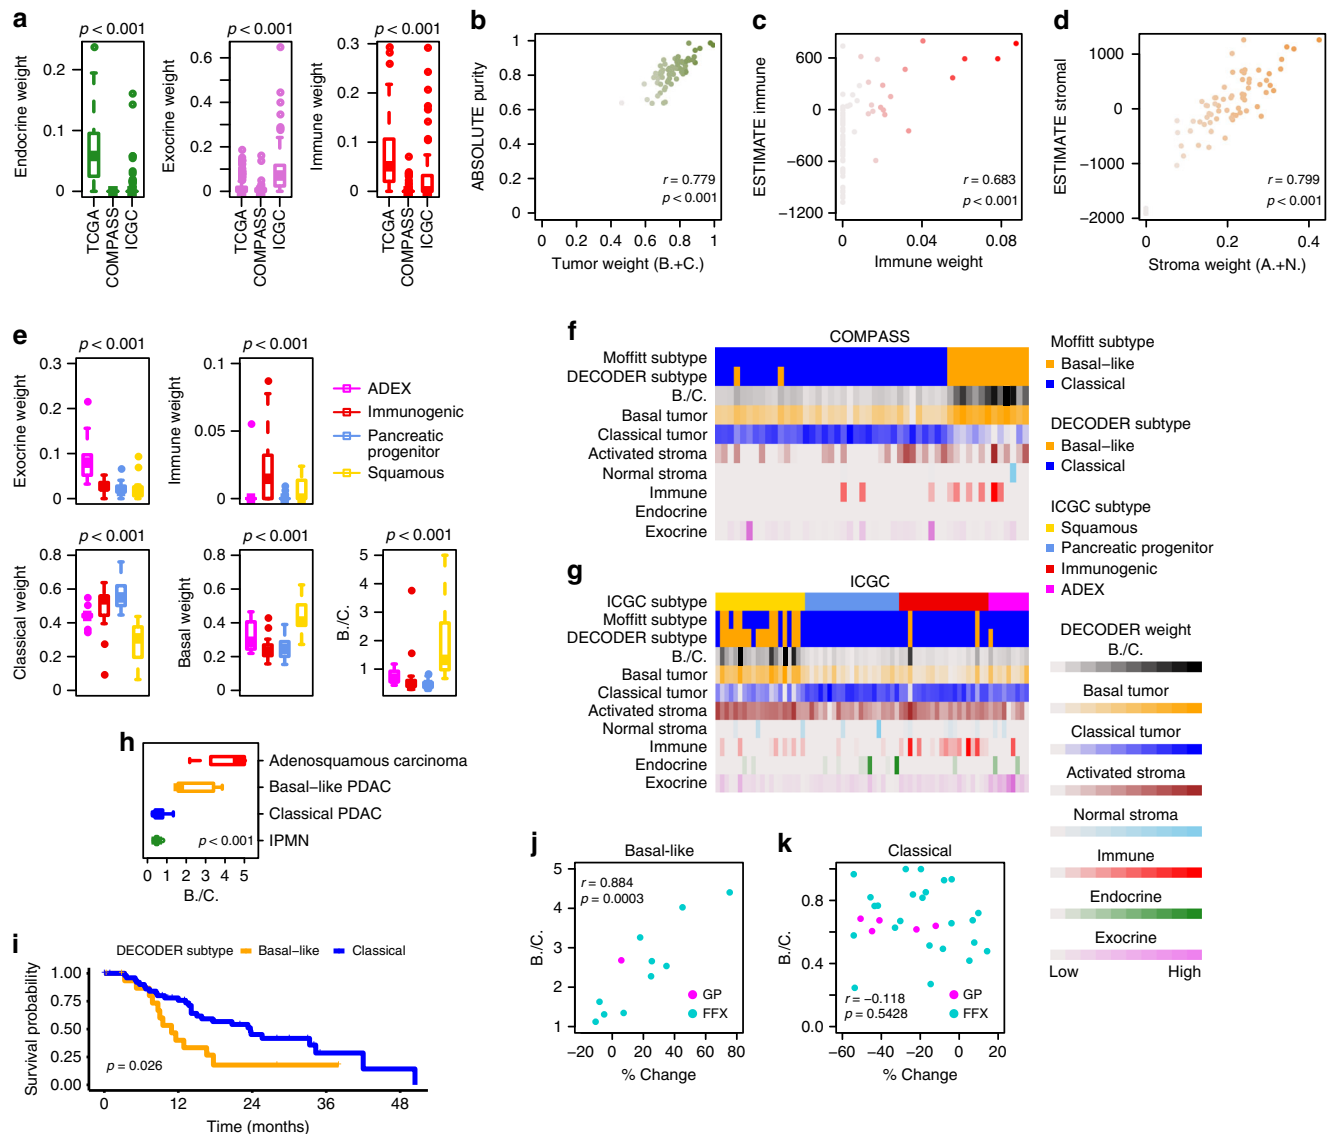 a
p < 0.001
Endocrine weight
0.2
0.1
0
TCGA
COMPASS
ICGC
p < 0.001
Exocrine weight
0.6
0.4
0.2
0
TCGA
COMPASS
ICGC
p < 0.001
Immune weight
0.3
0.2
0.1
0
TCGA
COMPASS
ICGC
b
ABSOLUTE purity
1
0.8
0.6
0.4
0.2
0
r = 0.779
p < 0.001
0 0.2 0.4 0.6 0.8 1
Tumor weight (B.+C.)
c
ESTIMATE immune
600
0
−600
−1200
r = 0.683
p < 0.001
0 0.04 0.08
Immune weight
d
ESTIMATE stromal
1000
0
−1000
−2000
r = 0.799
p < 0.001
0 0.2 0.4
Stroma weight (A.+N.)
e
p < 0.001
Exocrine weight
0.3
0.2
0.1
0
p < 0.001
Immune weight
0.1
0.05
0
ADEX
Immunogenic
Pancreatic
progenitor
Squamous
p < 0.001
Classical weight
0.8
0.6
0.4
0.2
0
p < 0.001
Basal weight
0.8
0.6
0.4
0.2
0
p < 0.001
B./C.
5
4
3
2
1
f
COMPASS
Moffitt subtype
DECODER subtype
B./C.
Basal tumor
Classical tumor
Activated stroma
Normal stroma
Immune
Endocrine
Exocrine
g
ICGC
ICGC subtype
Moffitt subtype
DECODER subtype
B./C.
Basal tumor
Classical tumor
Activated stroma
Normal stroma
Immune
Endocrine
Exocrine
Moffitt subtype
Basal−like
Classical
DECODER subtype
Basal−like
Classical
ICGC subtype
Squamous
Pancreatic progenitor
Immunogenic
ADEX
DECODER weight
B./C.
Basal tumor
Classical tumor
Activated stroma
Normal stroma
Immune
Endocrine
Exocrine
Low High
h
Adenosquamous carcinoma
Basal−like PDAC
Classical PDAC
IPMN
p < 0.001
0 1 2 3 4 5
B./C.
i
DECODER subtype Basal−like Classical
Survival probability
1.00
0.75
0.50
0.25
0.00
p = 0.026
0 12 24 36 48
Time (months)
j
Basal-like
B./C.
5
4
3
2
1
r = 0.884
p = 0.0003
GP
FFX
−20 0 20 40 60 80
% Change
k
Classical
B./C.
0.8
0.4
0.0
r = −0.118
p = 0.5428
GP
FFX
−60 −40 −20 0 20
% Change